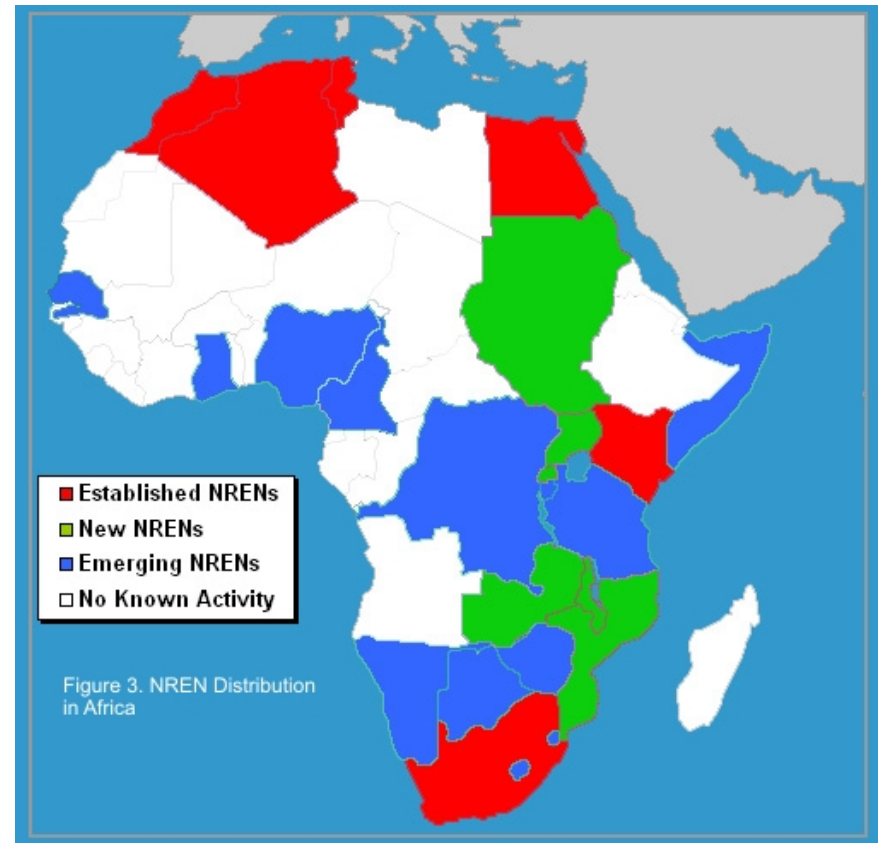 Established NRENs
New NRENs
Emerging NRENs
No Known Activity
Figure 3. NREN Distribution
in Africa